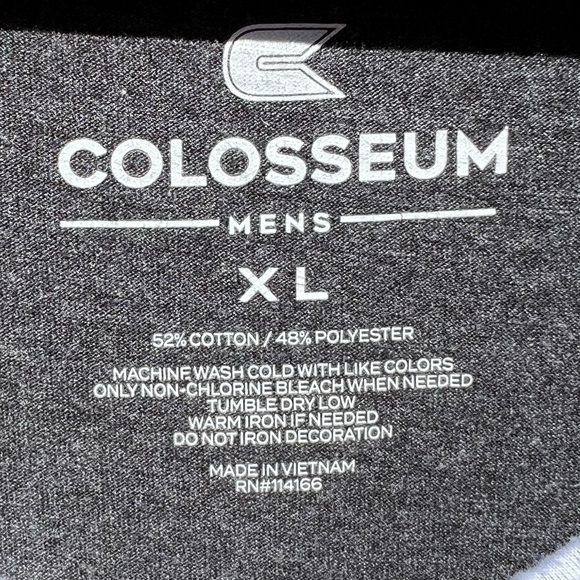 COLOSSEUM
MENS
XL
52% COTTON / 48% POLYESTER
MACHINE WASH COLD WITH LIKE COLORS
ONLY NON-CHLORINE BLEACH WHEN NEEDED
TUMBLE DRY LOW
WARM IRON IF NEEDED
DO NOT IRON DECORATION
MADE IN VIETNAM
RN#114166